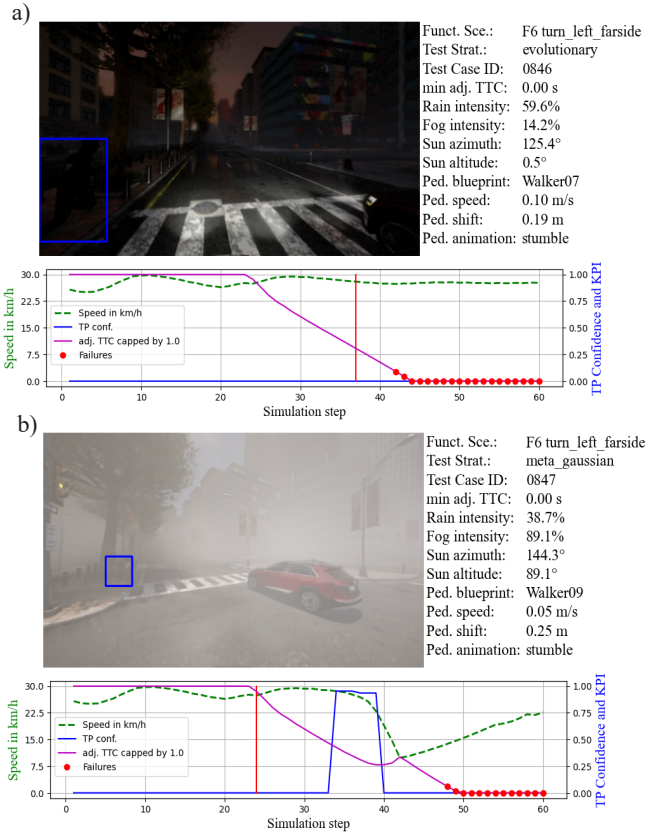 a)
Funct. Sce.: F6 turn_left_farside
Test Strat.: evolutionary
Test Case ID: 0846
min adj. TTC: 0.00 s
Rain intensity: 59.6%
Fog intensity: 14.2%
Sun azimuth: 125.4°
Sun altitude: 0.5°
Ped. blueprint: Walker07
Ped. speed: 0.10 m/s
Ped. shift: 0.19 m
Ped. animation: stumble
Speed in km/h
30.0
22.5
15.0
7.5
0.0
Speed in km/h
TP conf.
adj. TTC capped by 1.0
Failures
1.00
0.75
0.50
0.25
0.00
TP Confidence and KPI
0 10 20 30 40 50 60
Simulation step
b)
Funct. Sce.: F6 turn_left_farside
Test Strat.: meta_gaussian
Test Case ID: 0847
min adj. TTC: 0.00 s
Rain intensity: 38.7%
Fog intensity: 89.1%
Sun azimuth: 144.3°
Sun altitude: 89.1°
Ped. blueprint: Walker09
Ped. speed: 0.05 m/s
Ped. shift: 0.25 m
Ped. animation: stumble
Speed in km/h
30.0
22.5
15.0
7.5
0.0
Speed in km/h
TP conf.
adj. TTC capped by 1.0
Failures
1.00
0.75
0.50
0.25
0.00
TP Confidence and KPI
0 10 20 30 40 50 60
Simulation step